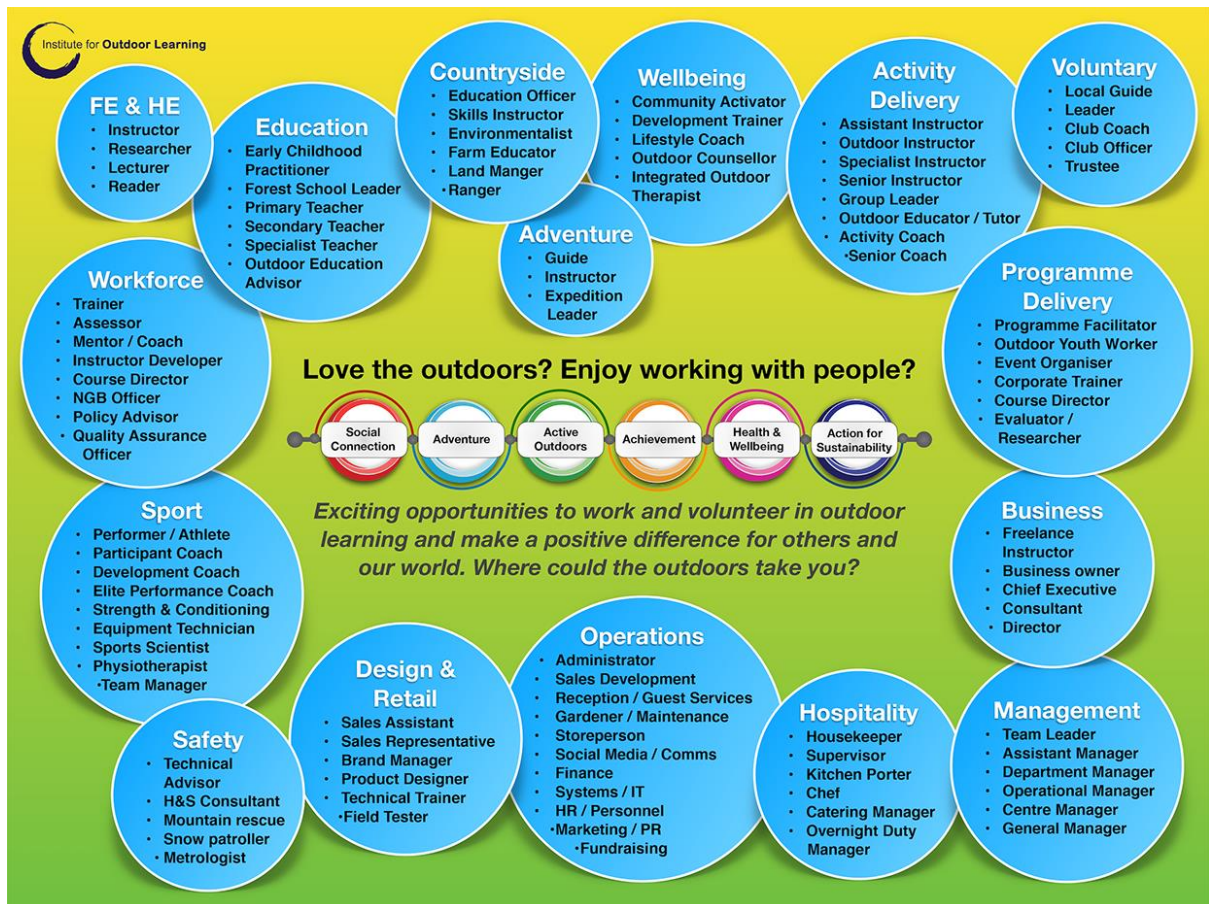 Institute for Outdoor Learning
FE & HE
• Instructor
• Researcher
• Lecturer
• Reader
Education
• Early Childhood
Practitioner
• Forest School Leader
• Primary Teacher
• Secondary Teacher
• Specialist Teacher
• Outdoor Education
Advisor
Countryside
• Education Officer
• Skills Instructor
• Environmentalist
• Farm Educator
• Land Manger
• Ranger
Wellbeing
• Community Activator
• Development Trainer
• Lifestyle Coach
• Outdoor Counsellor
• Integrated Outdoor
Therapist
Adventure
• Guide
• Instructor
• Expedition
Leader
Activity
Delivery
• Assistant Instructor
• Outdoor Instructor
• Specialist Instructor
• Senior Instructor
• Group Leader
• Outdoor Educator / Tutor
• Activity Coach
• Senior Coach
Voluntary
• Local Guide
• Leader
• Club Coach
• Club Officer
• Trustee
Workforce
• Trainer
• Assessor
• Mentor / Coach
• Instructor Developer
• Course Director
• NGB Officer
• Policy Advisor
• Quality Assurance
Officer
Programme
Delivery
• Programme Facilitator
• Outdoor Youth Worker
• Event Organiser
• Corporate Trainer
• Course Director
• Evaluator /
Researcher
Love the outdoors? Enjoy working with people?
Social
Connection
Adventure
Active
Outdoors
Achievement
Health &
Wellbeing
Action for
Sustainability
Exciting opportunities to work and volunteer in outdoor
learning and make a positive difference for others and
our world. Where could the outdoors take you?
Sport
• Performer / Athlete
• Participant Coach
• Development Coach
• Elite Performance Coach
• Strength & Conditioning
• Equipment Technician
• Sports Scientist
• Physiotherapist
• Team Manager
Business
• Freelance
Instructor
• Business owner
• Chief Executive
• Consultant
• Director
Safety
• Technical
Advisor
• H&S Consultant
• Mountain rescue
• Snow patroller
• Metrologist
Design &
Retail
• Sales Assistant
• Sales Representative
• Brand Manager
• Product Designer
• Technical Trainer
• Field Tester
Operations
• Administrator
• Sales Development
• Reception / Guest Services
• Gardener / Maintenance
• Storeperson
• Social Media / Comms
• Finance
• Systems / IT
• HR / Personnel
• Marketing / PR
• Fundraising
Hospitality
• Housekeeper
• Supervisor
• Kitchen Porter
• Chef
• Catering Manager
• Overnight Duty
Manager
Management
• Team Leader
• Assistant Manager
• Department Manager
• Operational Manager
• Centre Manager
• General Manager